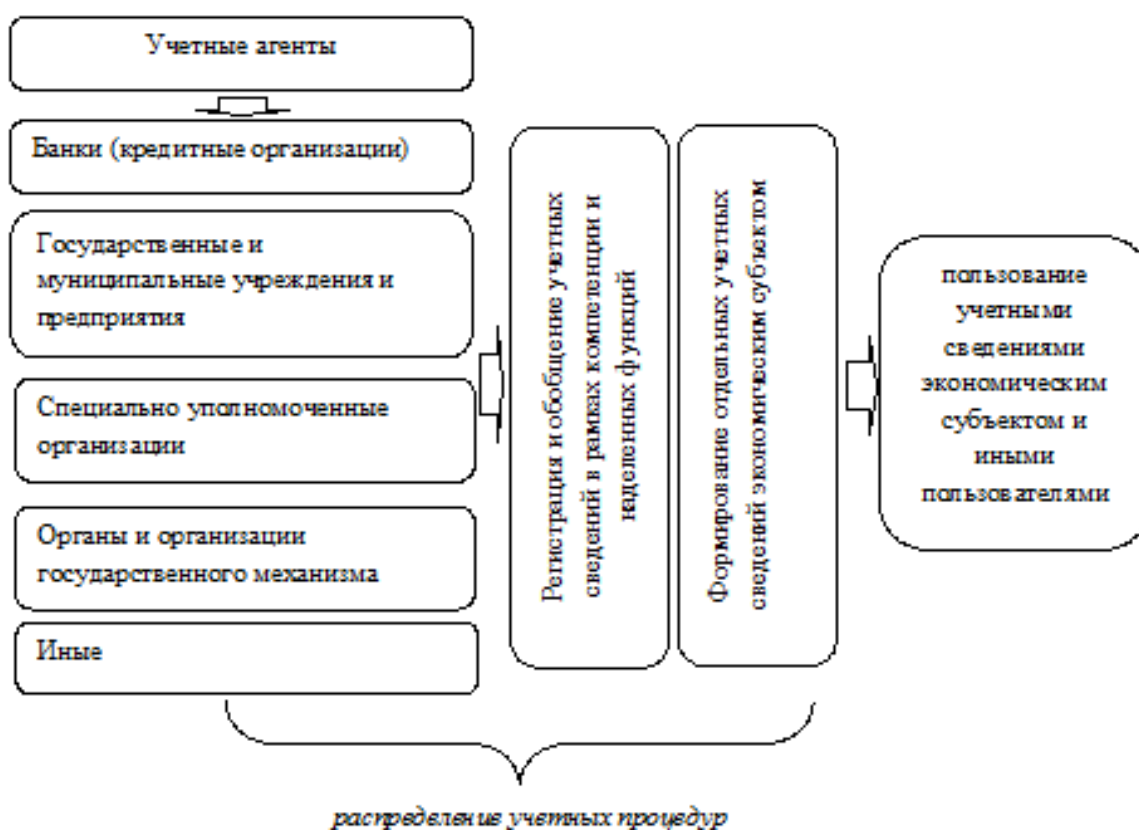 Учетные агенты
Банки (кредитные организации)
Государственные и
муниципальные учреждения и
предприятия
Специально уполномоченные
организации
Органы и организации
государственного механизма
Иные
Регистрация и обобщение учетных
сведений в рамках компетенции и
наделенных функций
Формирование отдельных учетных
сведений экономическим субъектом
пользование
учетными
сведениями
экономическим
субъектом и
иными
пользователями
распределение учетных процедур